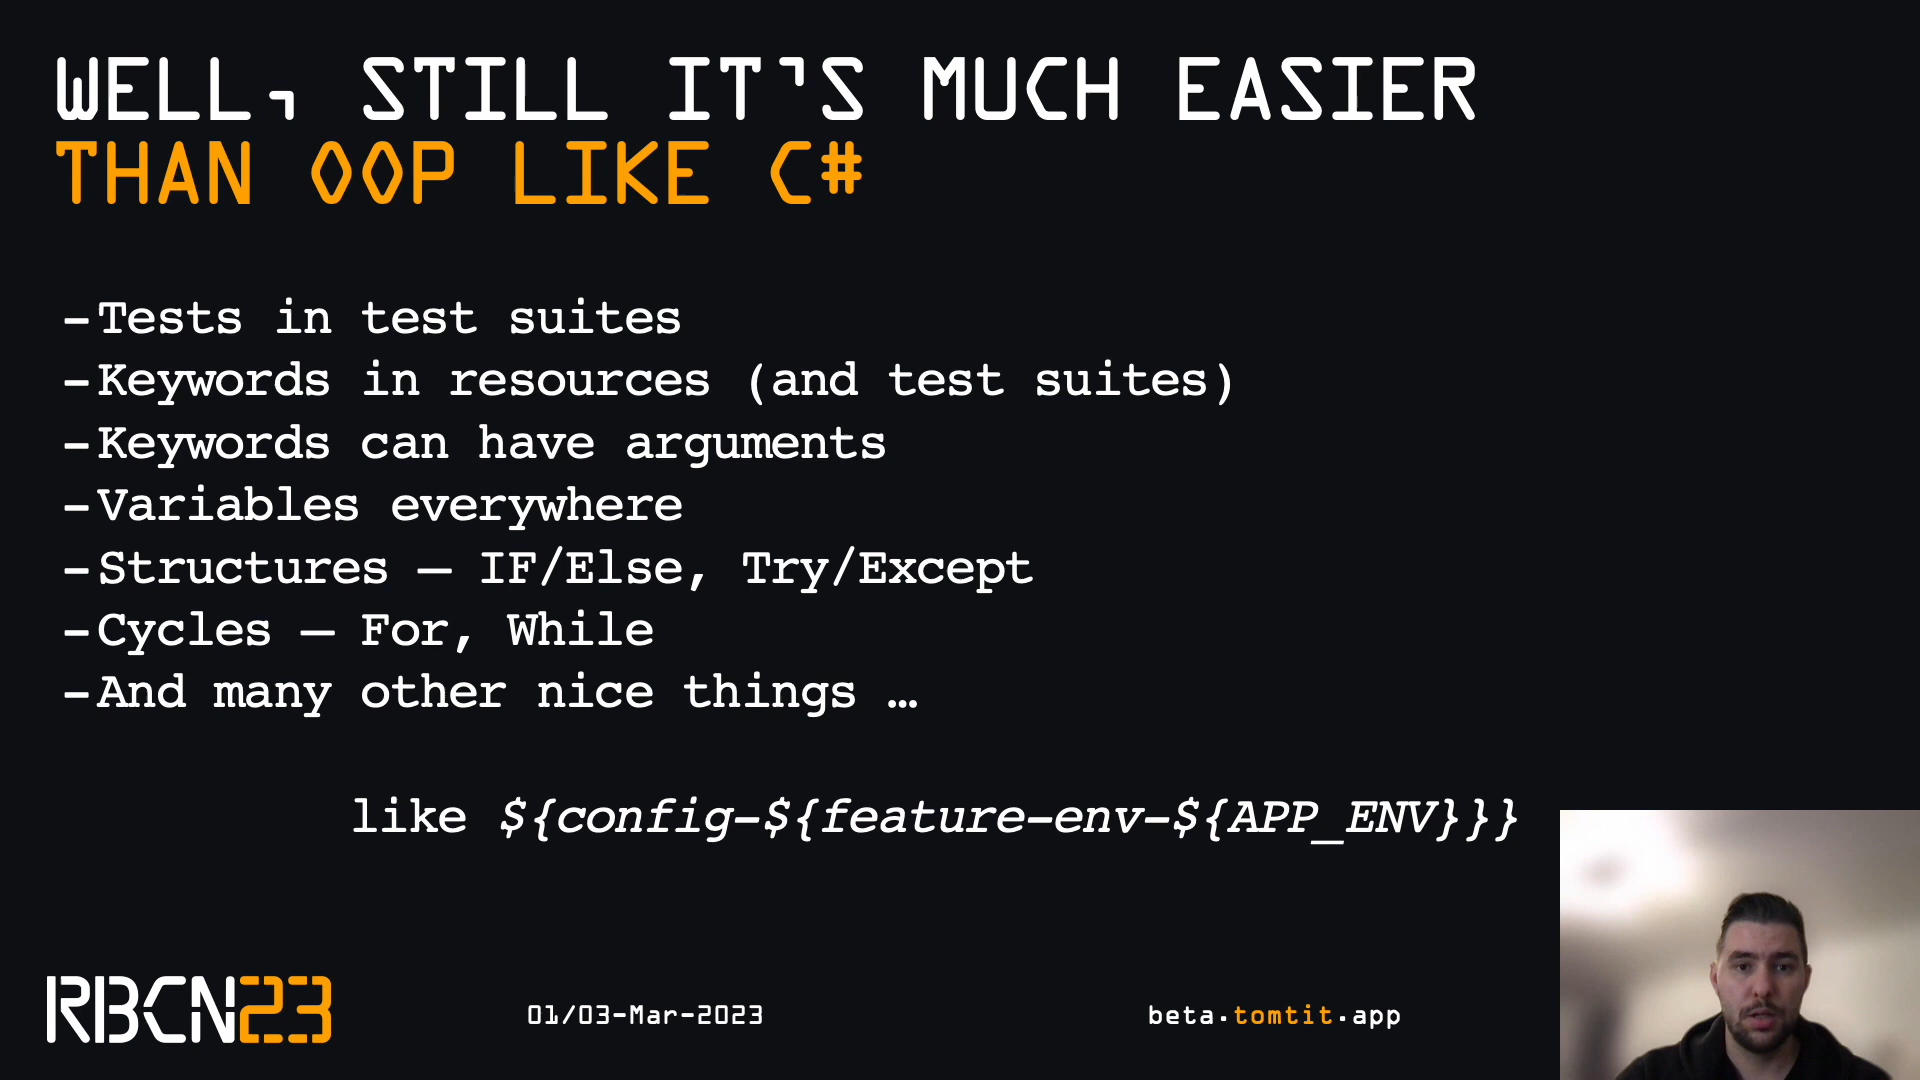 WELL, STILL IT'S MUCH EASIER
THAN OOP LIKE C#
-Tests in test suites
-Keywords in resources (and test suites)
-Keywords can have arguments
-Variables everywhere
-Structures – IF/Else, Try/Except
-Cycles – For, While
-And many other nice things …
like ${config-${feature-env-${APP_ENV}}}
RBCN23
01/03-Mar-2023
beta.tomtit.app